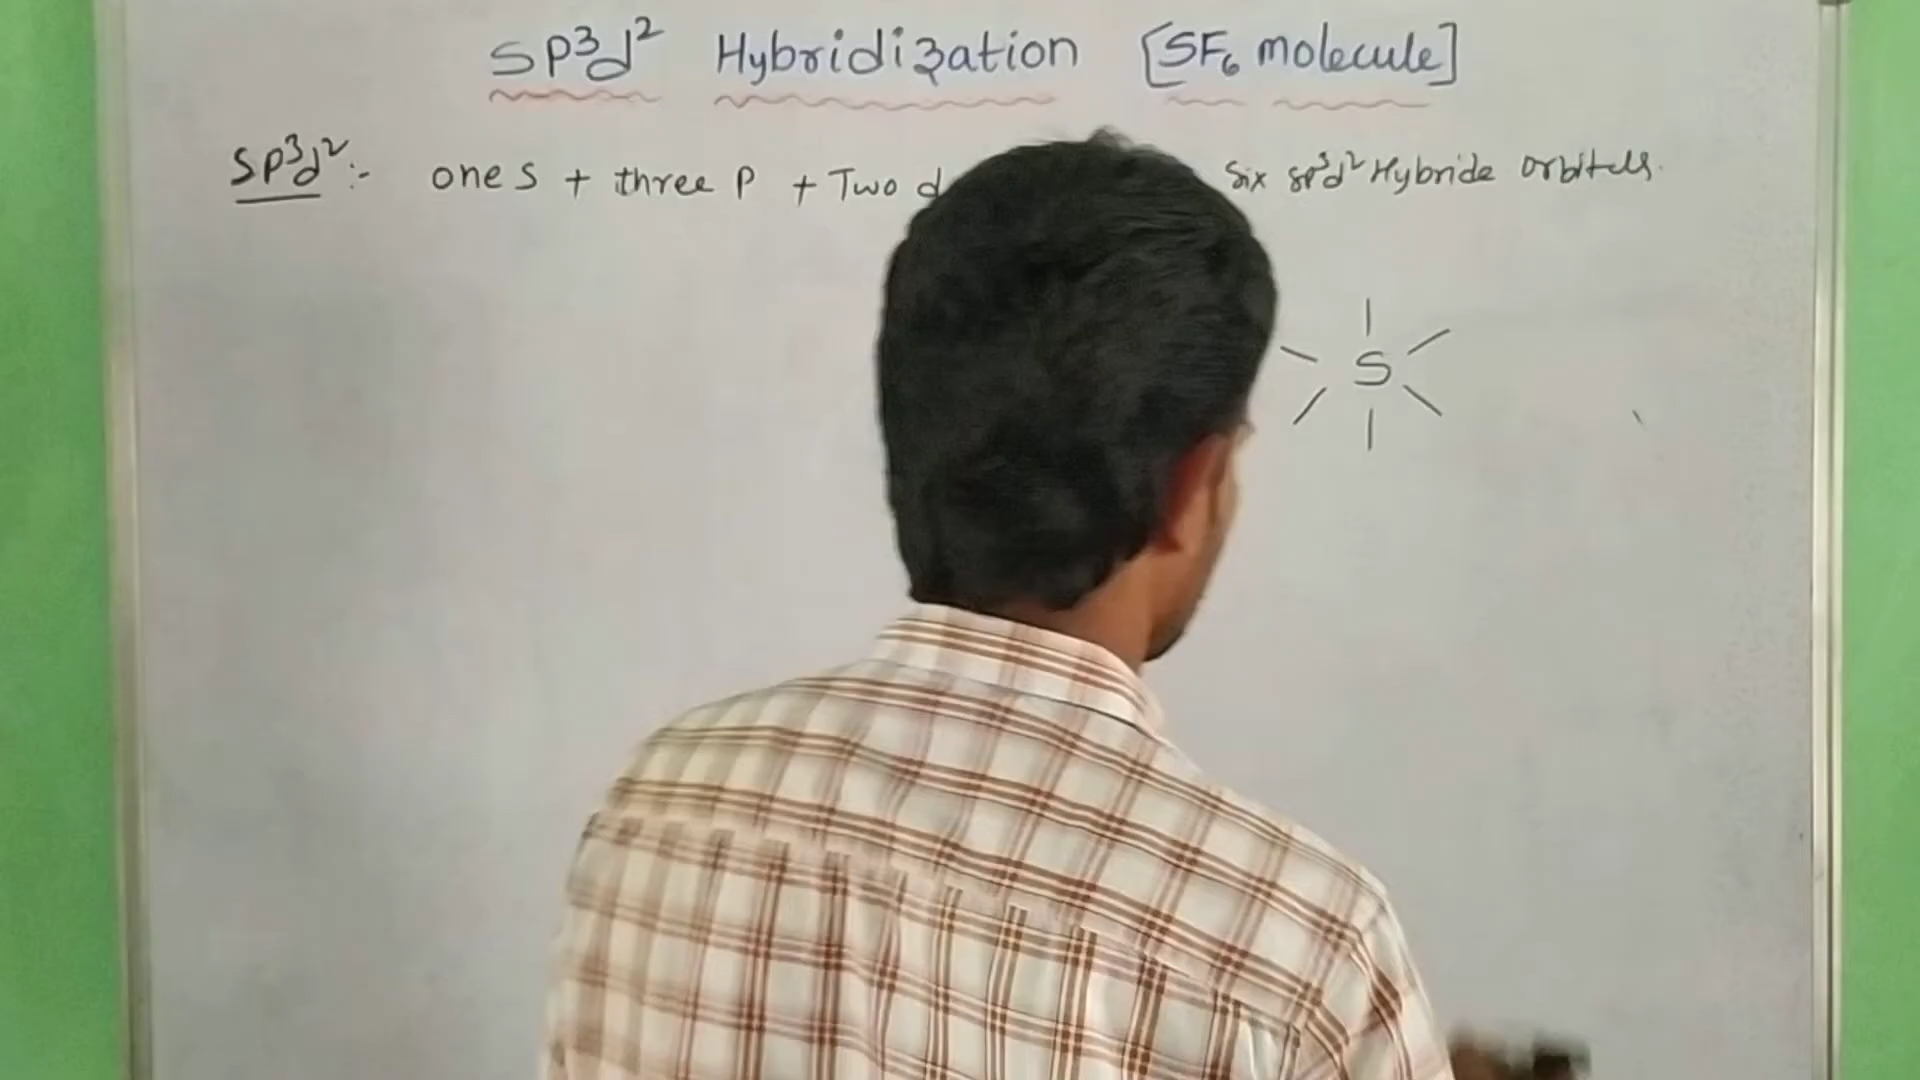 SP³d² Hybridization [SF₆ molecule]
SP³d²:- one S + three P + Two d Six sp³d² Hybride orbitels.
S